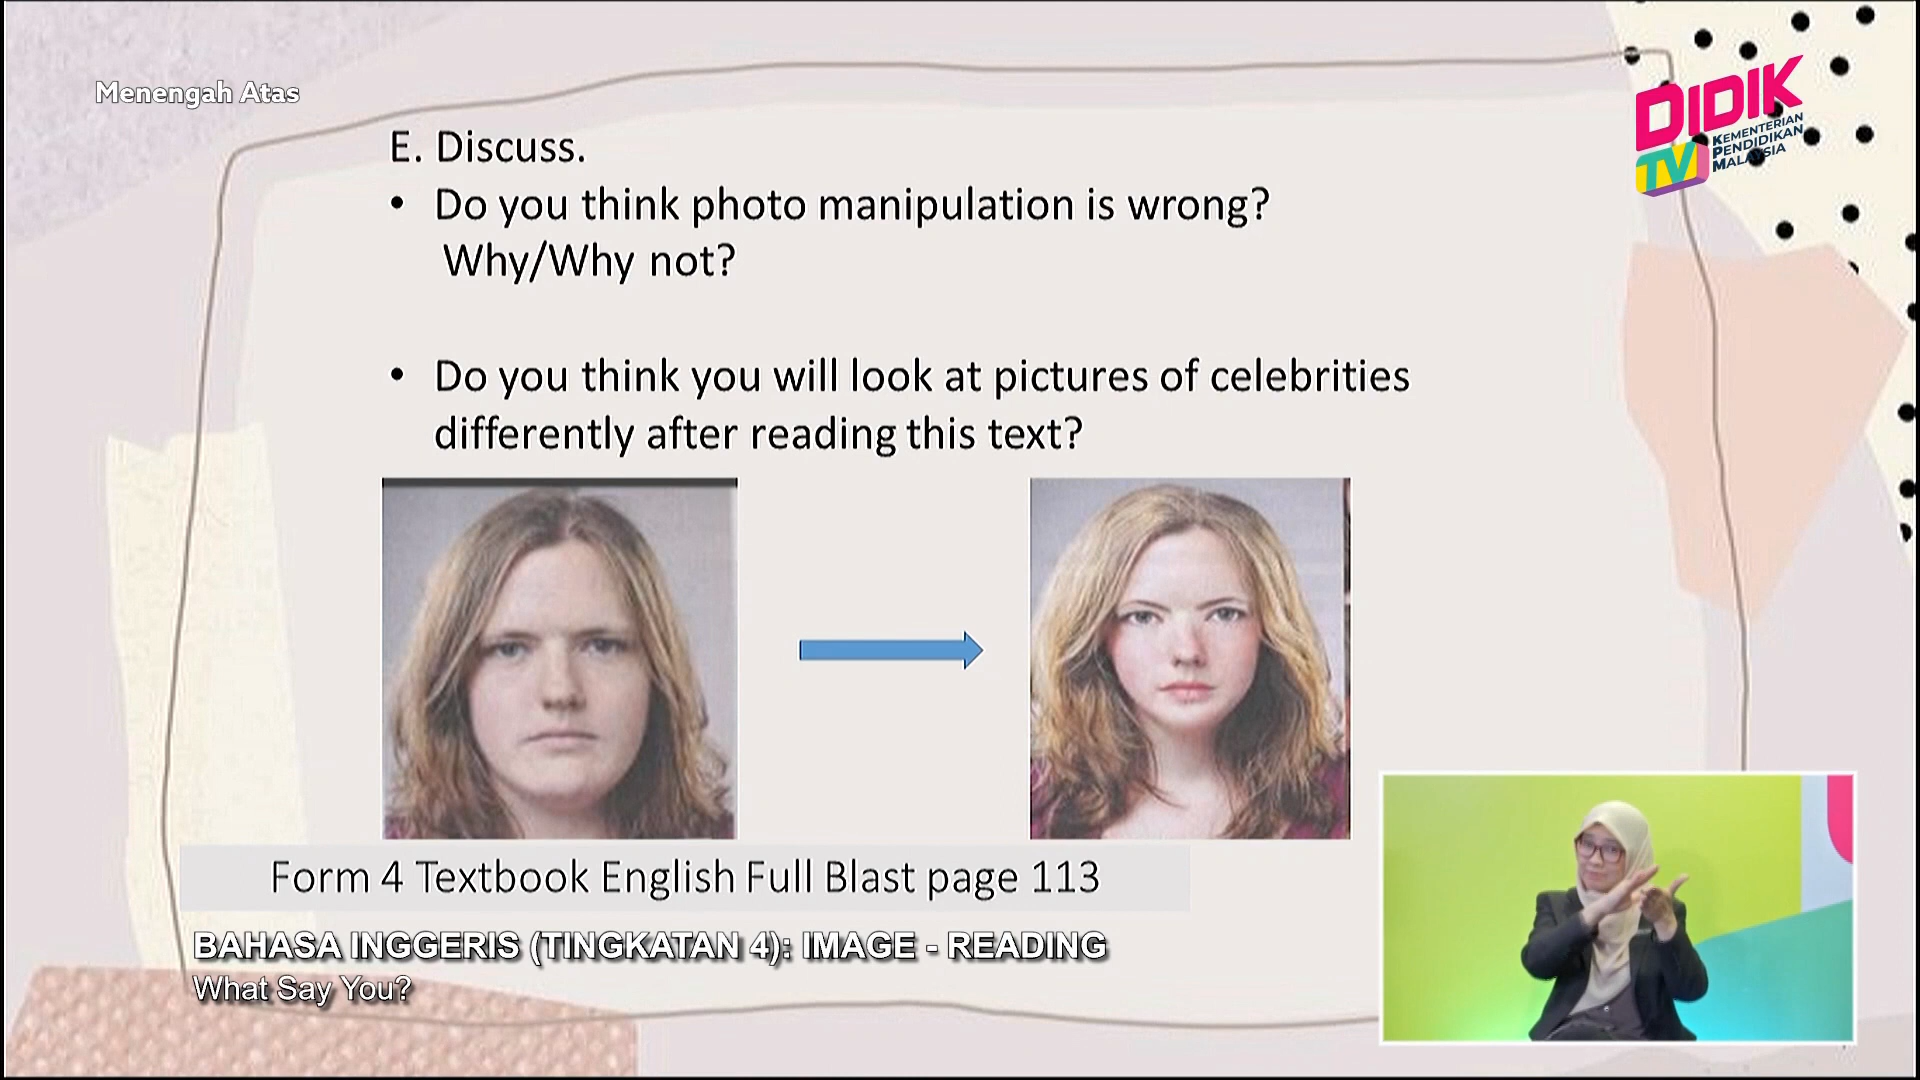 Menengah Atas
DIDIK
TV
KEMENTERIAN
PENDIDIKAN
MALAYSIA
E. Discuss.
• Do you think photo manipulation is wrong?
Why/Why not?
• Do you think you will look at pictures of celebrities
differently after reading this text?
Form 4 Textbook English Full Blast page 113
BAHASA INGGERIS (TINGKATAN 4): IMAGE - READING
What Say You?